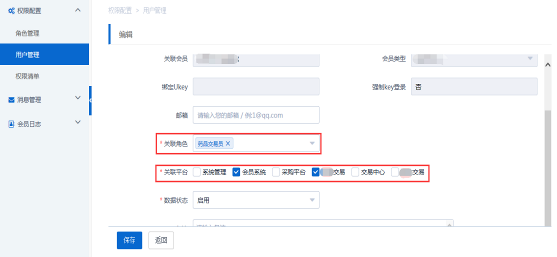 权限配置
权限配置 > 用户管理
角色管理
编辑
用户管理
权限清单
消息管理
会员日志
关联会员
会员类型
绑定Ukey
强制key登录 否
邮箱 请输入您的邮箱 / 例:1@qq.com
* 关联角色 药品交易员 ×
* 关联平台 系统管理 会员系统 采购平台 交易 交易中心 交易
* 数据状态 启用
保存 返回